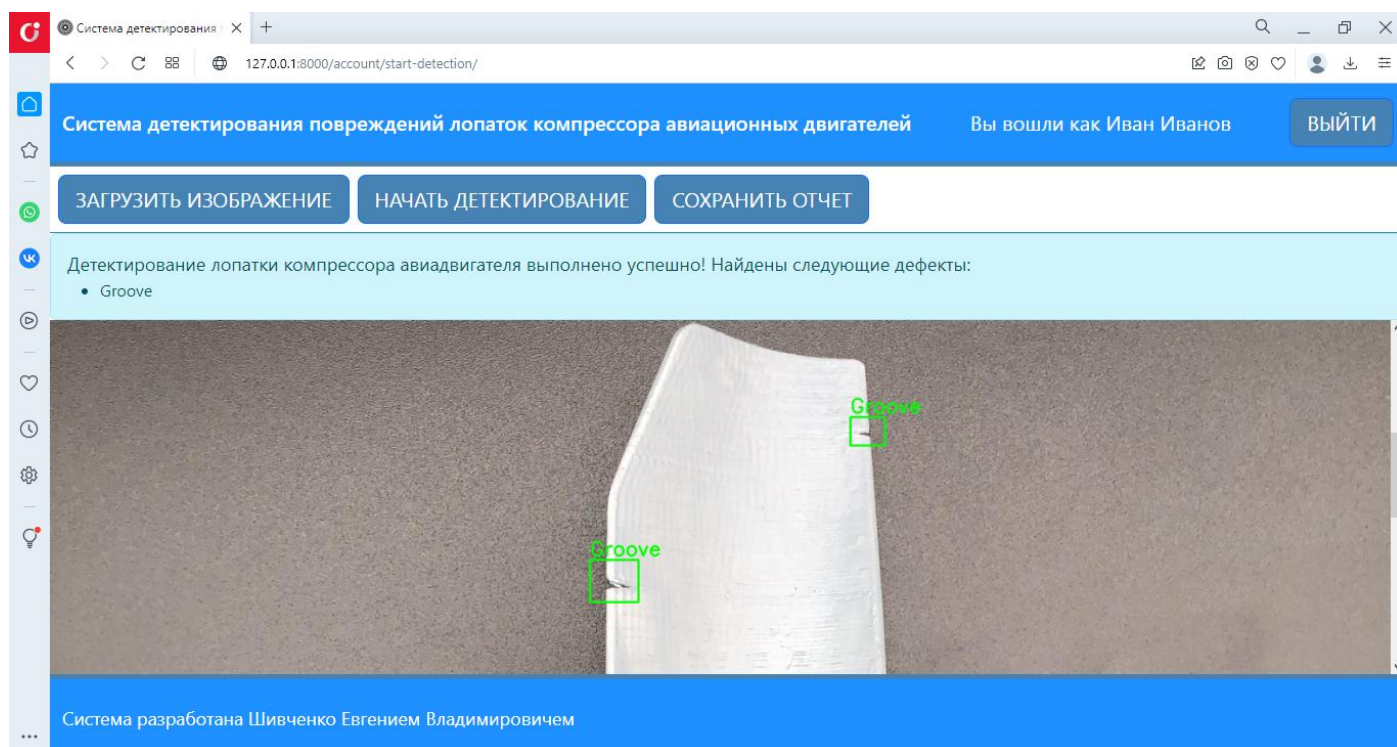 Система детектирования
127.0.0.1:8000/account/start-detection/
Система детектирования повреждений лопаток компрессора авиационных двигателей
Вы вошли как Иван Иванов
ВЫЙТИ
ЗАГРУЗИТЬ ИЗОБРАЖЕНИЕ
НАЧАТЬ ДЕТЕКТИРОВАНИЕ
СОХРАНИТЬ ОТЧЕТ
Детектирование лопатки компрессора авиадвигателя выполнено успешно! Найдены следующие дефекты:
• Groove
Groove
Groove
Система разработана Шивченко Евгением Владимировичем